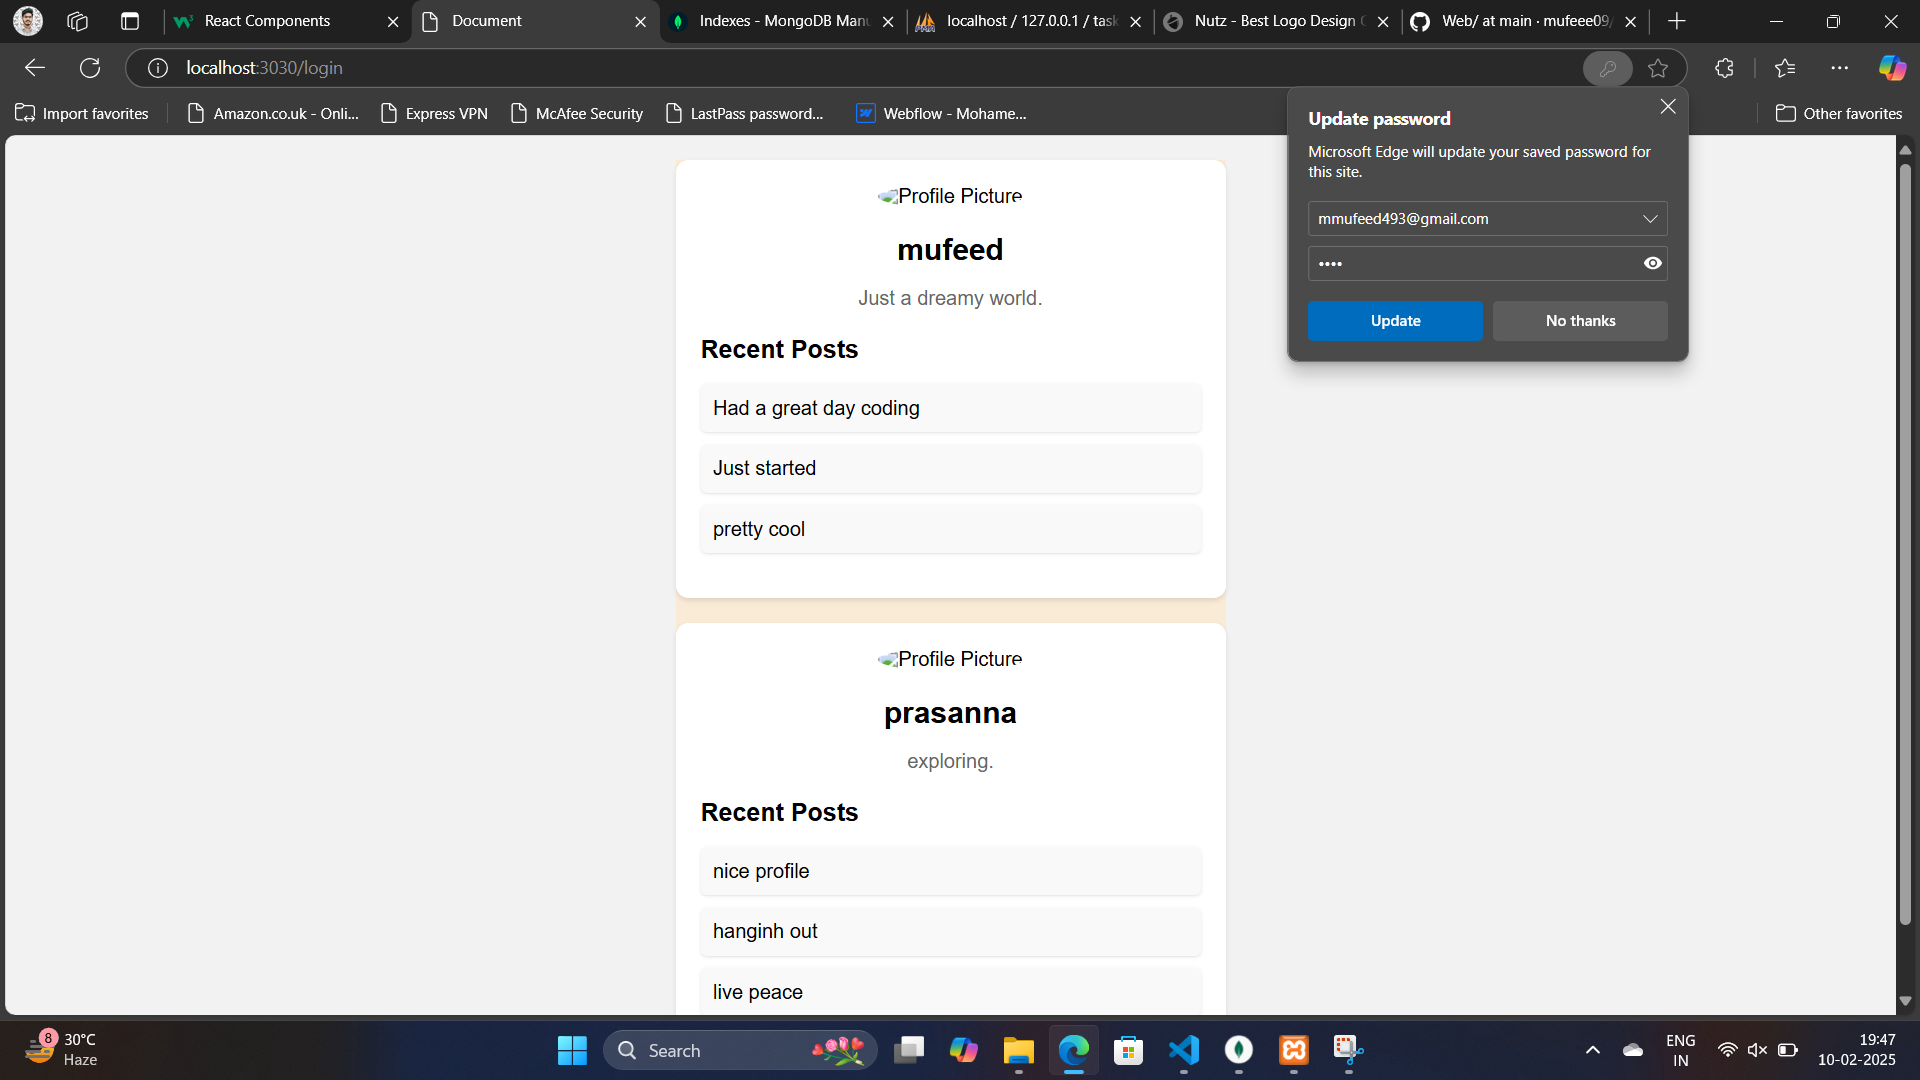 React Components
Document
Indexes - MongoDB Manu
localhost / 127.0.0.1 / task
Nutz - Best Logo Design
Web/ at main · mufeee09/
localhost:3030/login
Import favorites
Amazon.co.uk - Onli...
Express VPN
McAfee Security
LastPass password...
Webflow - Mohame...
Other favorites
Update password
Microsoft Edge will update your saved password for
this site.
mmufeed493@gmail.com
••••
Update
No thanks
Profile Picture
mufeed
Just a dreamy world.
Recent Posts
Had a great day coding
Just started
pretty cool
Profile Picture
prasanna
exploring.
Recent Posts
nice profile
hanginh out
live peace
8
30°C
Haze
Search
ENG
IN
19:47
10-02-2025